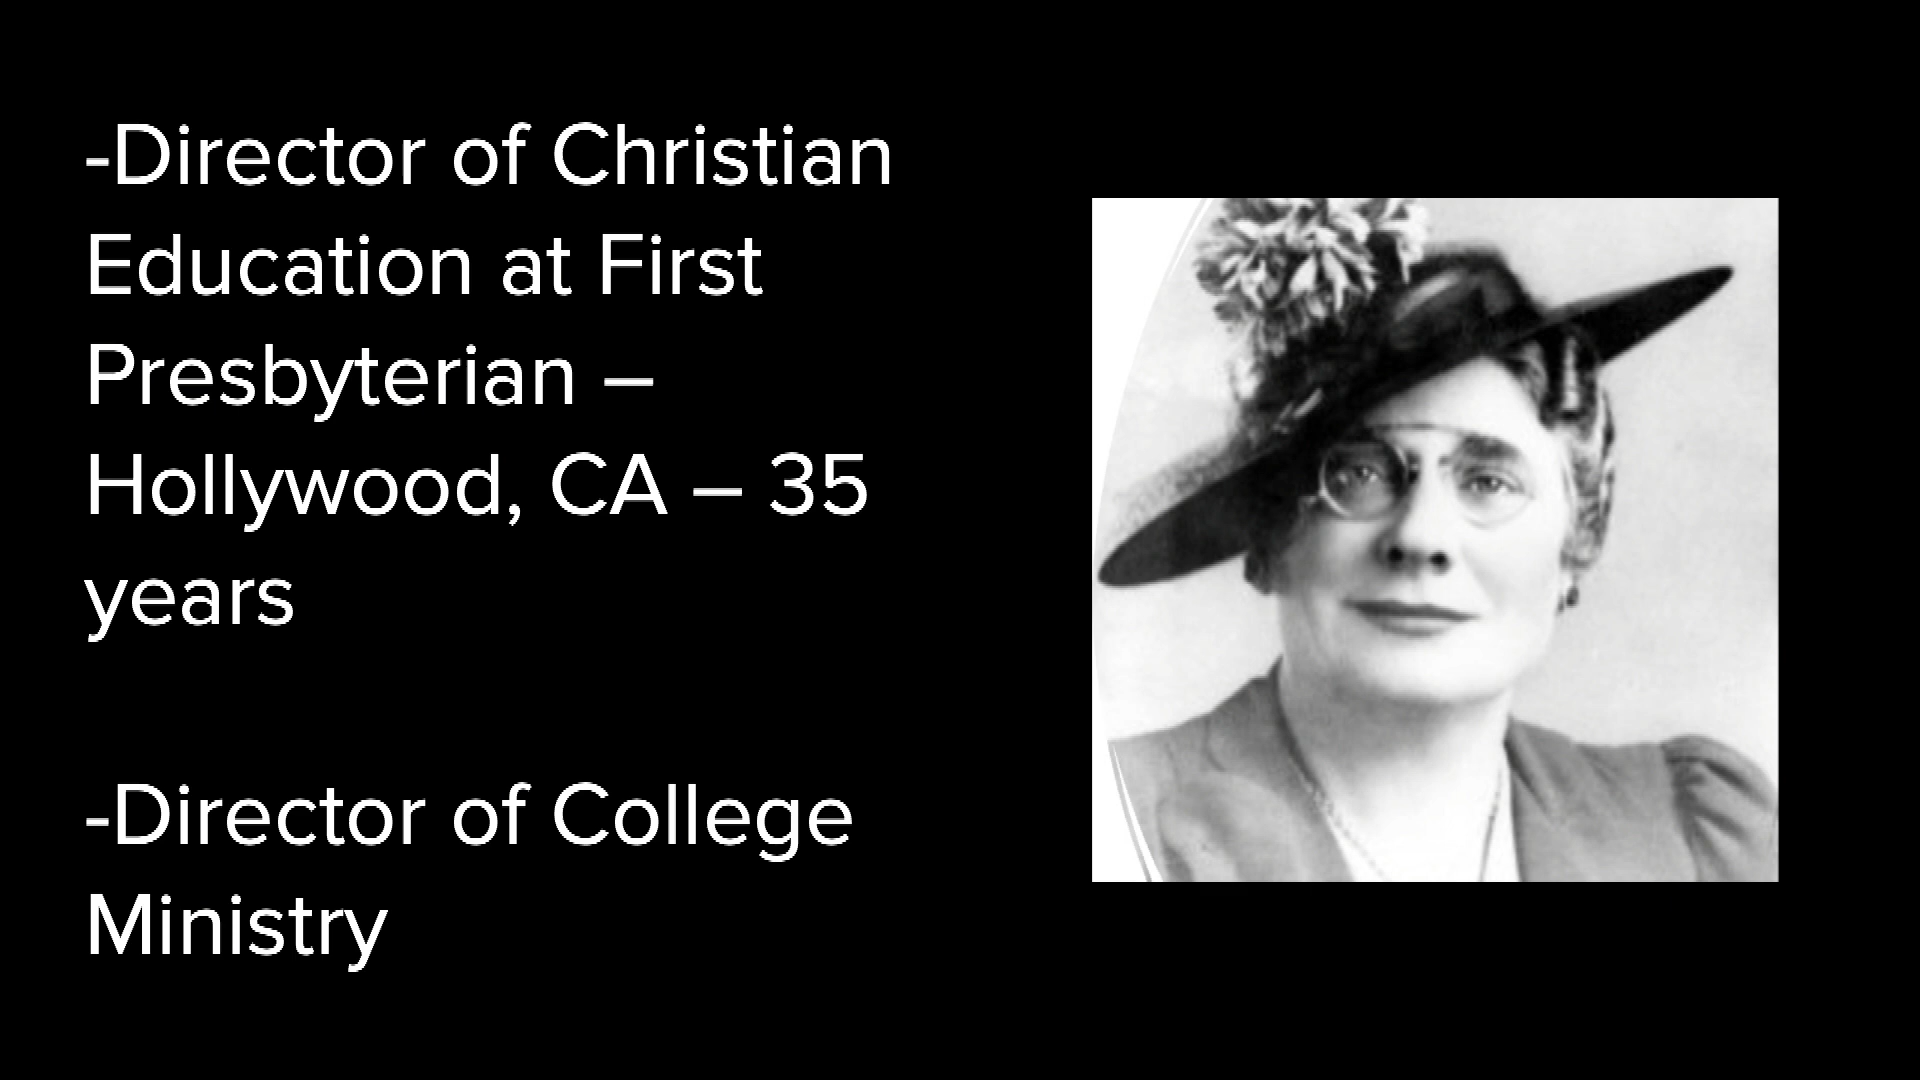 -Director of Christian
Education at First
Presbyterian –
Hollywood, CA – 35
years
-Director of College
Ministry